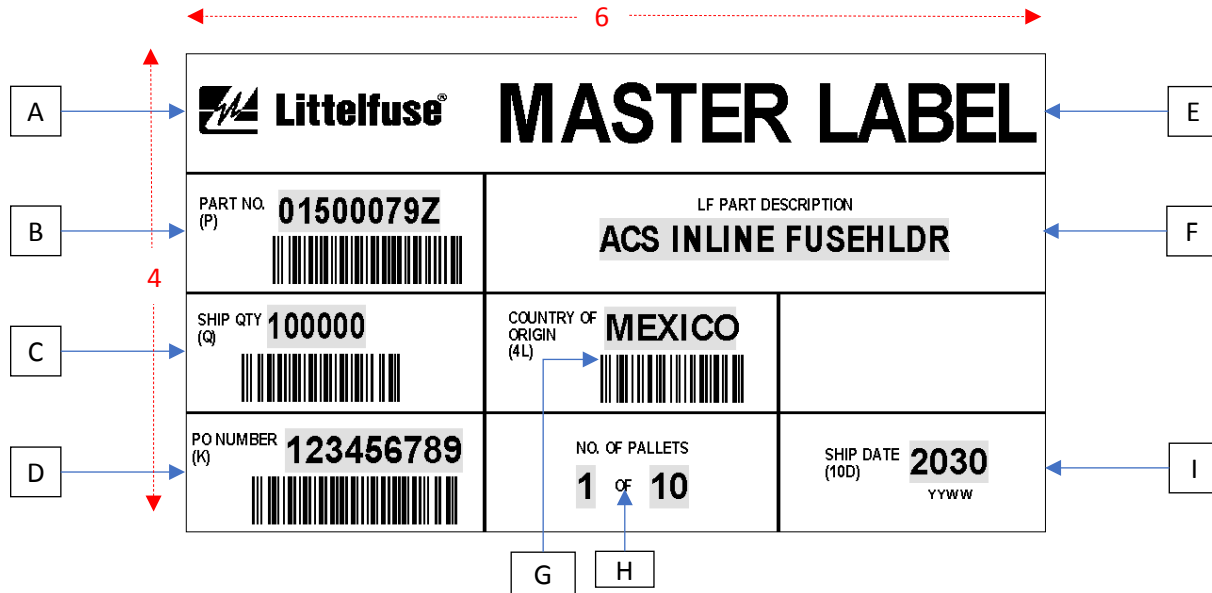 6
A
Littelfuse®
MASTER LABEL
E
B
PART NO.
(P)
01500079Z
LF PART DESCRIPTION
ACS INLINE FUSEHLDR
F
4
C
SHIP QTY
(Q)
100000
COUNTRY OF
ORIGIN
(4L)
MEXICO
D
PO NUMBER
(K)
123456789
NO. OF PALLETS
1 OF 10
SHIP DATE
(10D)
2030
YYWW
I
G
H